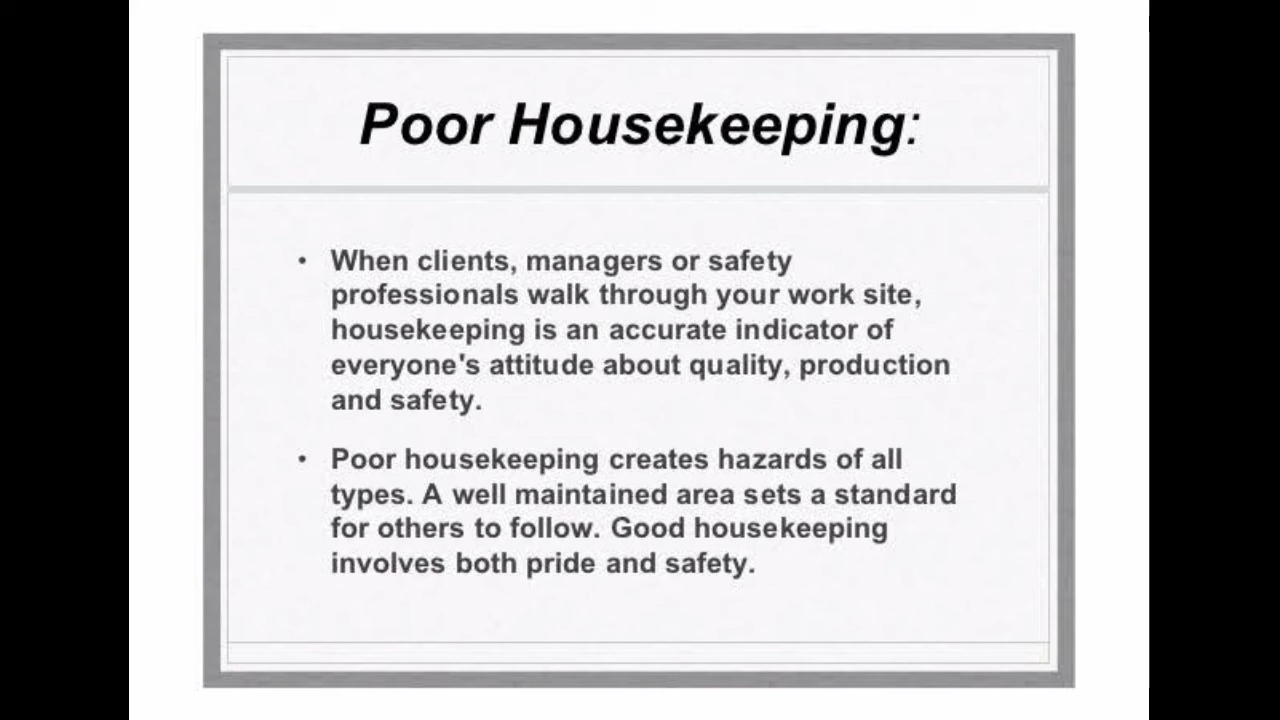 Poor Housekeeping:
• When clients, managers or safety
professionals walk through your work site,
housekeeping is an accurate indicator of
everyone's attitude about quality, production
and safety.
• Poor housekeeping creates hazards of all
types. A well maintained area sets a standard
for others to follow. Good housekeeping
involves both pride and safety.